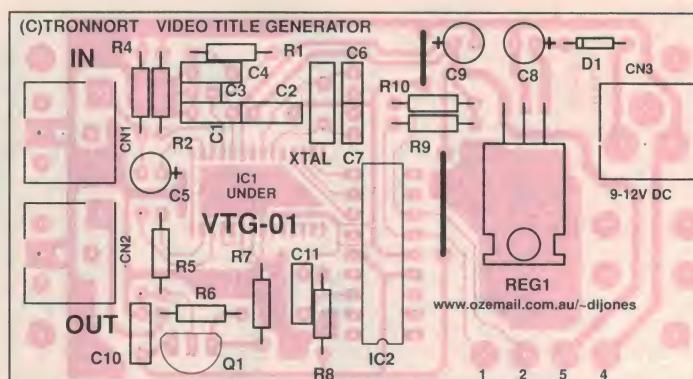 (C)TRONNORT VIDEO TITLE GENERATOR
IN
R4
R1
C4
C3
C1
C2
C6
C9
C8
D1
CN3
CN1
R2
C5
IC1
UNDER
XTAL
C7
R10
R9
9-12V DC
VTG-01
CN2
R5
R7
C11
R6
REG1
www.ozemail.com.au/~dijones
OUT
C10
Q1
R8
IC2
1 2 5 4